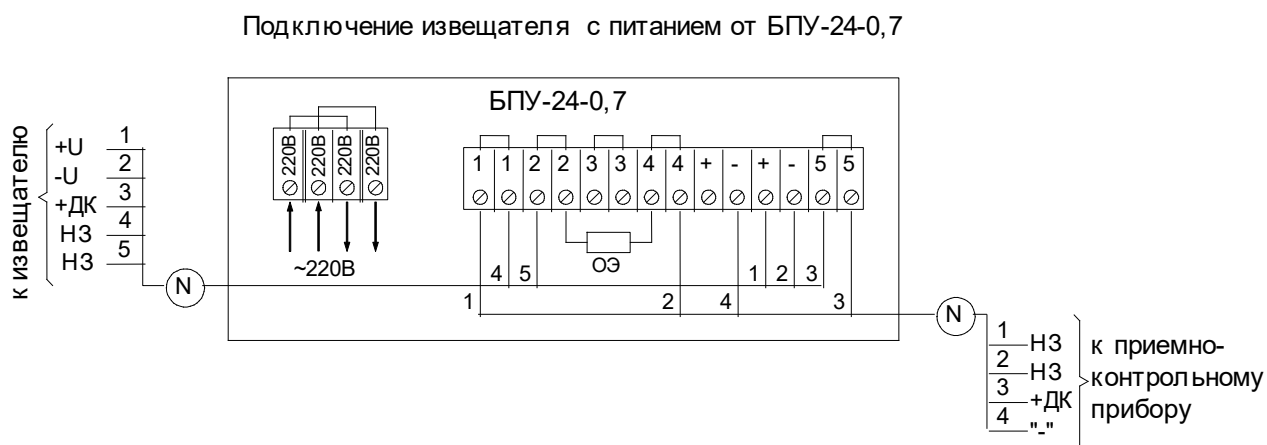 Подключение извещателя с питанием от БПУ-24-0,7
БПУ-24-0,7
к извещателю
+U 1
-U 2
+ДК 3
НЗ 4
НЗ 5
220В 220В 220В 220В
~220В
1 1 2 2 3 3 4 4 + - + - 5 5
ОЭ
N
4 5 1 2 3
1 2 4 3
N
1 НЗ
2 НЗ
3 +ДК
4 "-"
к приемно-
контрольному
прибору